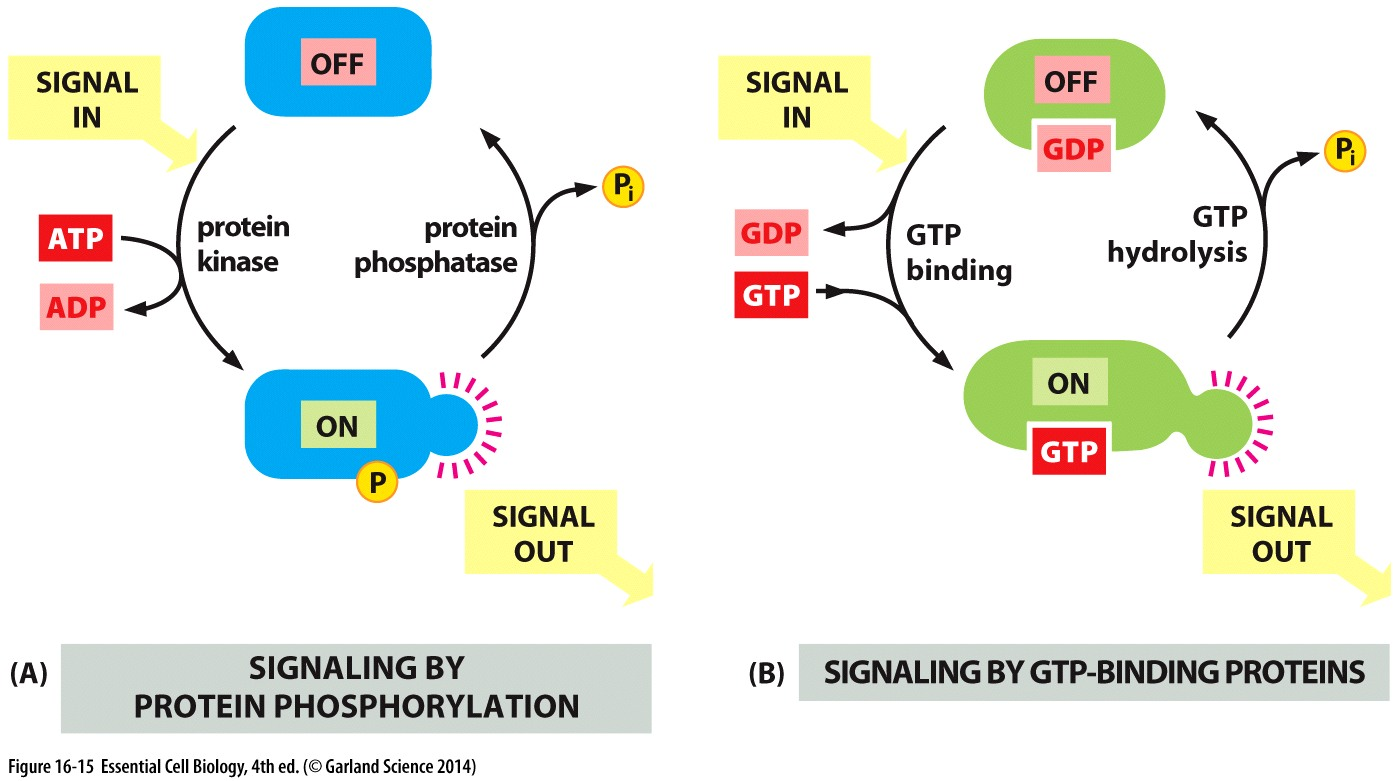 OFF
SIGNAL
IN
ATP
ADP
protein
kinase
protein
phosphatase
Pi
ON
P
SIGNAL
OUT
(A)
SIGNALING BY
PROTEIN PHOSPHORYLATION
SIGNAL
IN
OFF
GDP
GDP
GTP
GTP
binding
GTP
hydrolysis
Pi
ON
GTP
SIGNAL
OUT
(B)
SIGNALING BY GTP-BINDING PROTEINS
Figure 16-15 Essential Cell Biology, 4th ed. (© Garland Science 2014)